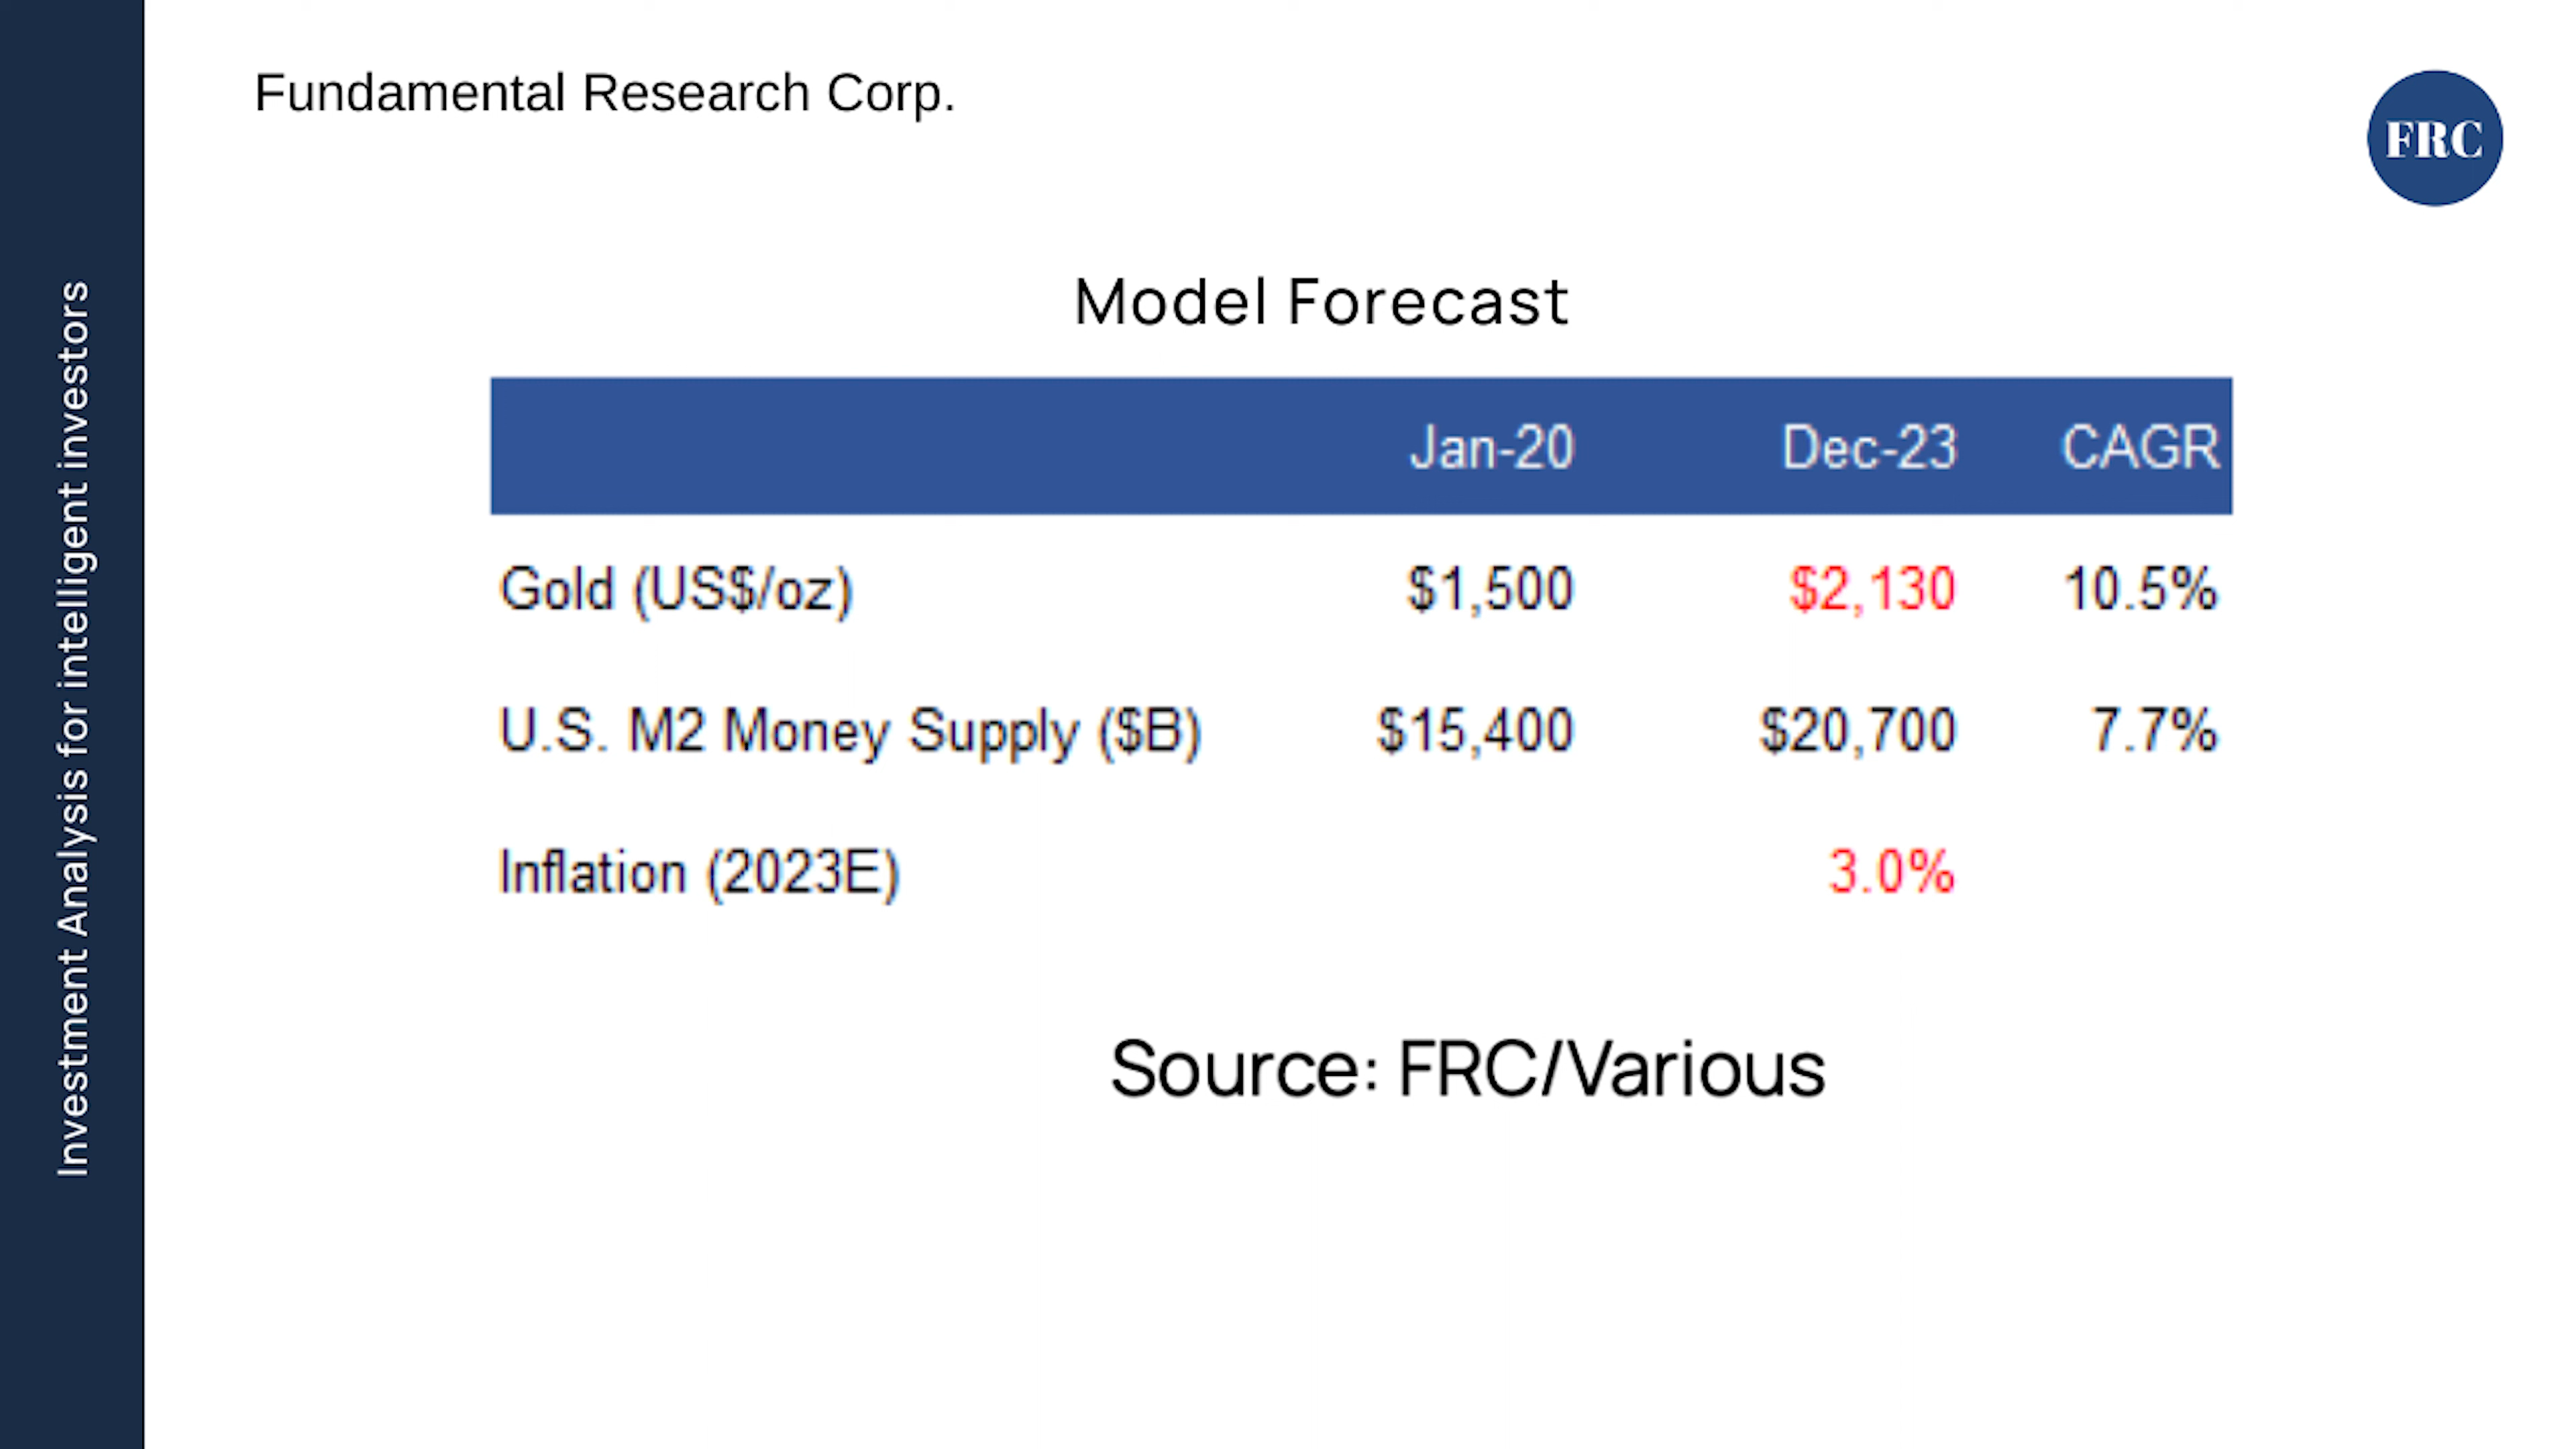 Fundamental Research Corp.
FRC
Investment Analysis for intelligent investors
Model Forecast
Jan-20 Dec-23 CAGR
Gold (US$/oz) $1,500 $2,130 10.5%
U.S. M2 Money Supply ($B) $15,400 $20,700 7.7%
Inflation (2023E) 3.0%
Source: FRC/Various